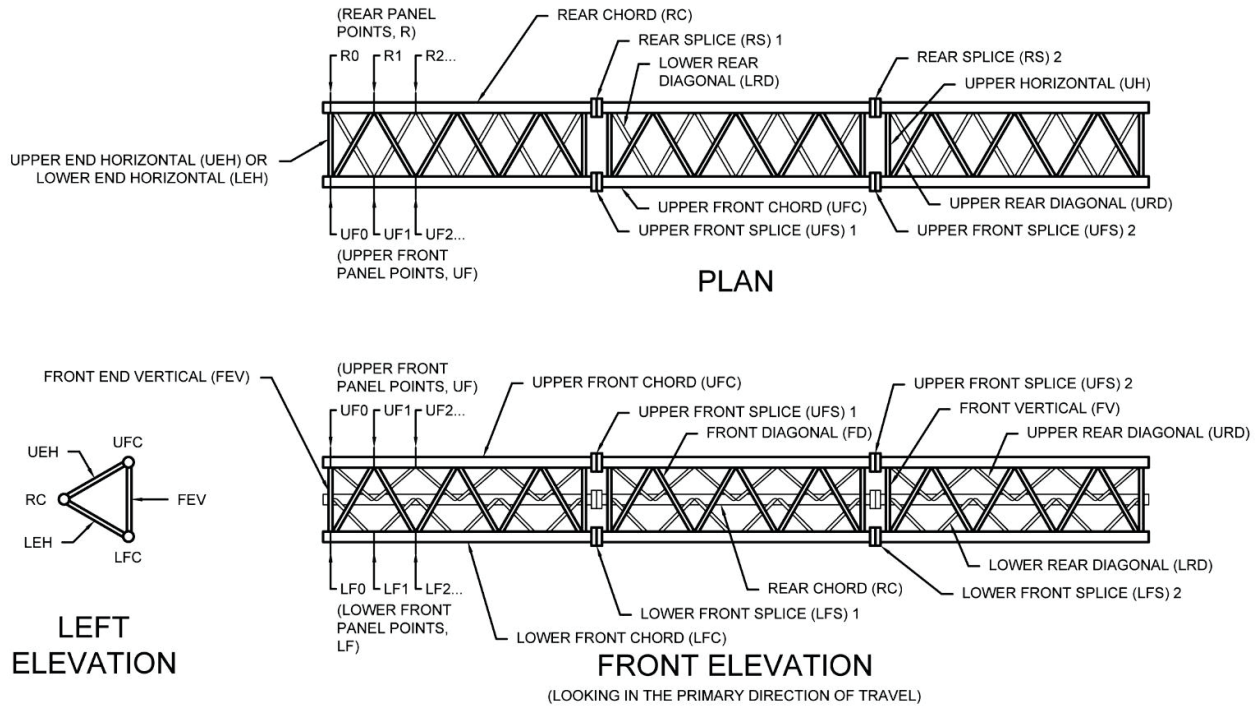 (REAR PANEL
POINTS, R)
REAR CHORD (RC)
R0
R1
R2...
REAR SPLICE (RS) 1
LOWER REAR
DIAGONAL (LRD)
REAR SPLICE (RS) 2
UPPER HORIZONTAL (UH)
UPPER END HORIZONTAL (UEH) OR
LOWER END HORIZONTAL (LEH)
UF0
UF1
UF2...
(UPPER FRONT
PANEL POINTS, UF)
UPPER FRONT CHORD (UFC)
UPPER FRONT SPLICE (UFS) 1
UPPER REAR DIAGONAL (URD)
UPPER FRONT SPLICE (UFS) 2
PLAN
FRONT END VERTICAL (FEV)
(UPPER FRONT
PANEL POINTS, UF)
UF0
UF1
UF2...
UPPER FRONT CHORD (UFC)
UPPER FRONT SPLICE (UFS) 1
FRONT DIAGONAL (FD)
UPPER FRONT SPLICE (UFS) 2
FRONT VERTICAL (FV)
UPPER REAR DIAGONAL (URD)
UFC
UEH
RC
FEV
LEH
LFC
LEFT
ELEVATION
LF0
LF1
LF2...
(LOWER FRONT
PANEL POINTS,
LF)
LOWER FRONT CHORD (LFC)
LOWER FRONT SPLICE (LFS) 1
REAR CHORD (RC)
LOWER REAR DIAGONAL (LRD)
LOWER FRONT SPLICE (LFS) 2
FRONT ELEVATION
(LOOKING IN THE PRIMARY DIRECTION OF TRAVEL)